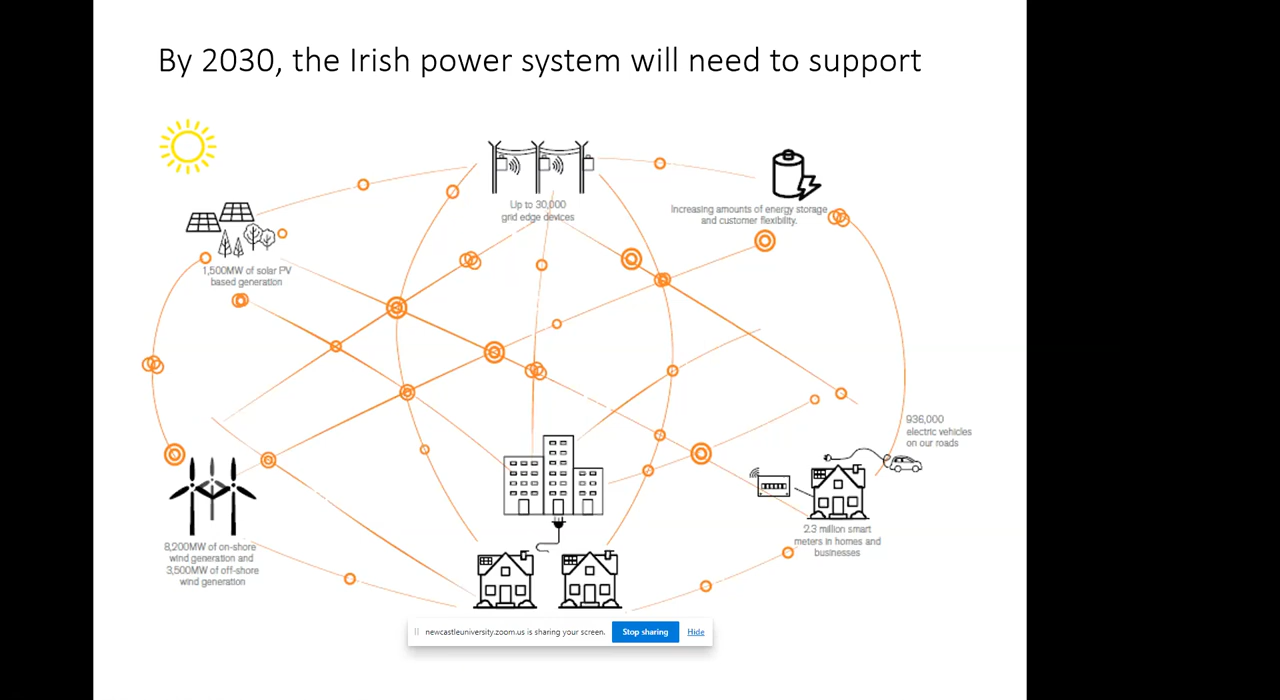 By 2030, the Irish power system will need to support
Up to 30,000
grid edge devices
Increasing amounts of energy storage
and customer flexibility.
1,500MW of solar PV
based generation
936,000
electric vehicles
on our roads
2.3 million smart
meters in homes and
businesses
8,200MW of on-shore
wind generation and
3,500MW of off-shore
wind generation
newcastleuniversity.zoom.us is sharing your screen.
Stop sharing
Hide